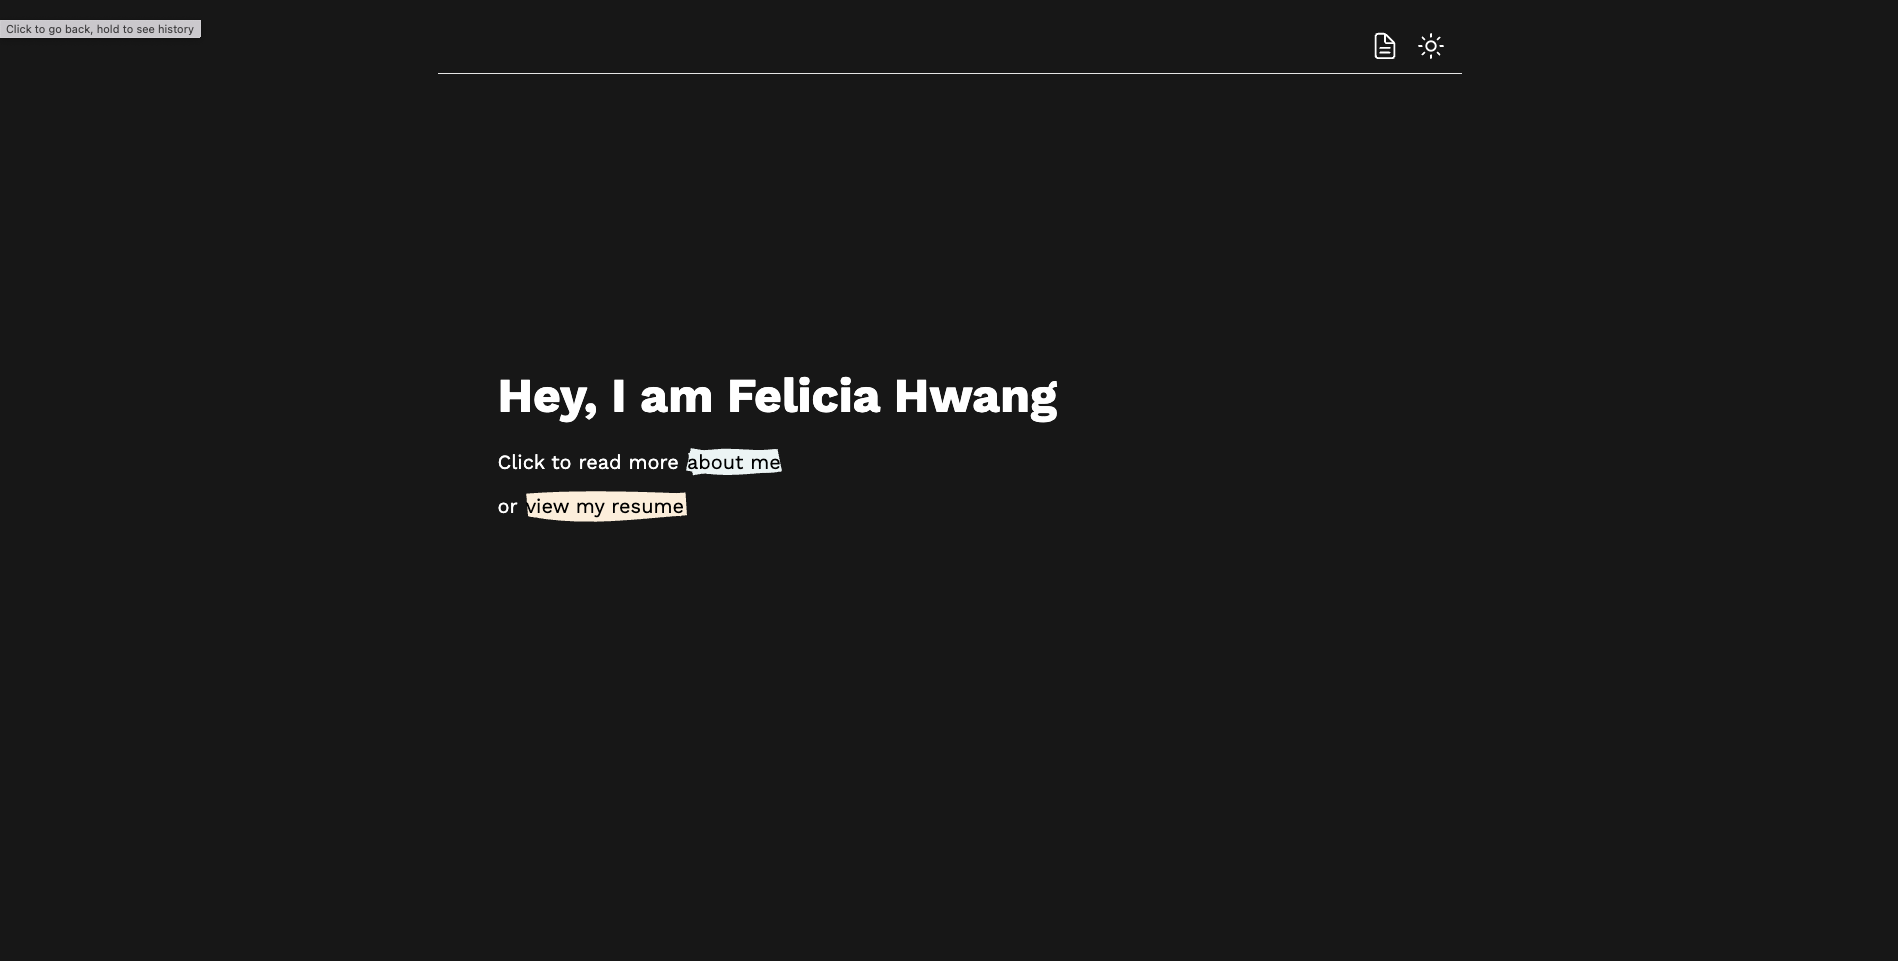 Click to go back, hold to see history
Hey, I am Felicia Hwang
Click to read more about me
or view my resume